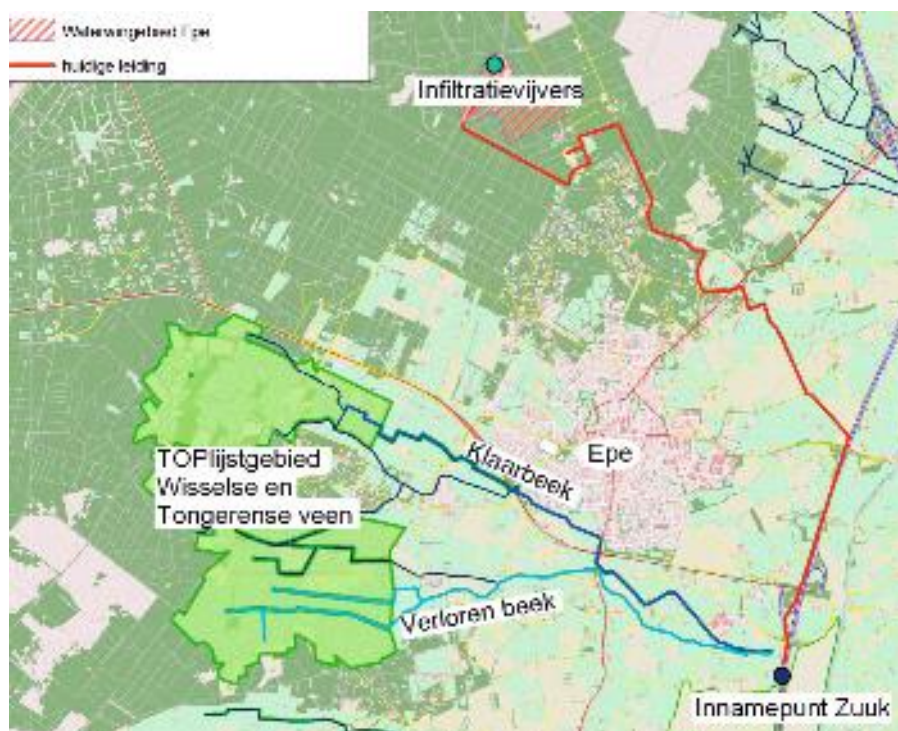 Waterwingebied Epe
huidige leiding
Infiltratievijvers
TOPlijstgebied
Wisselse en
Tongerense veen
Klaarbeek
Epe
Verloren beek
Innamepunt Zuuk